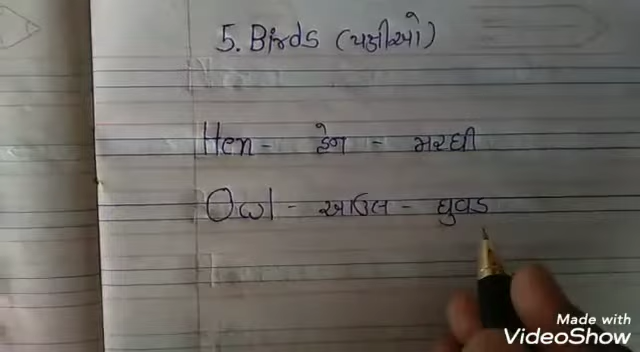 5. Birds (પક્ષીઓ)
Hen - હેન - મરઘી
Owl - આઉલ - ઘુવડ
Made with
VideoShow